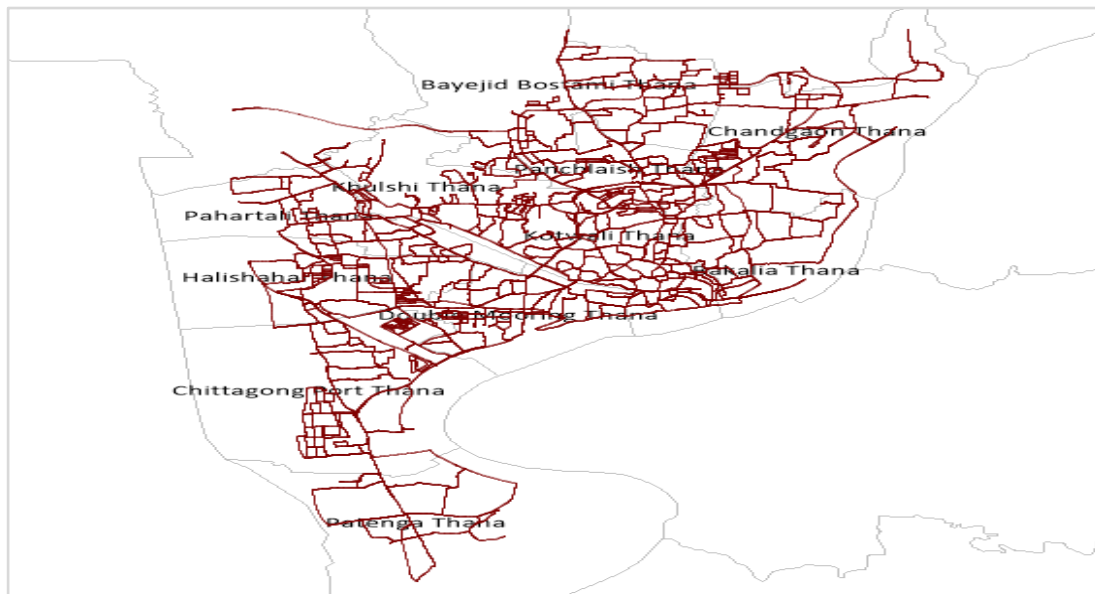 Bayejid Bostami Thana
Chandgaon Thana
Panchlaish Thana
Khulshi Thana
Pahartali Thana
Kotwali Thana
Halishahar Thana
Bakalia Thana
Double Mooring Thana
Chittagong Port Thana
Patenga Thana